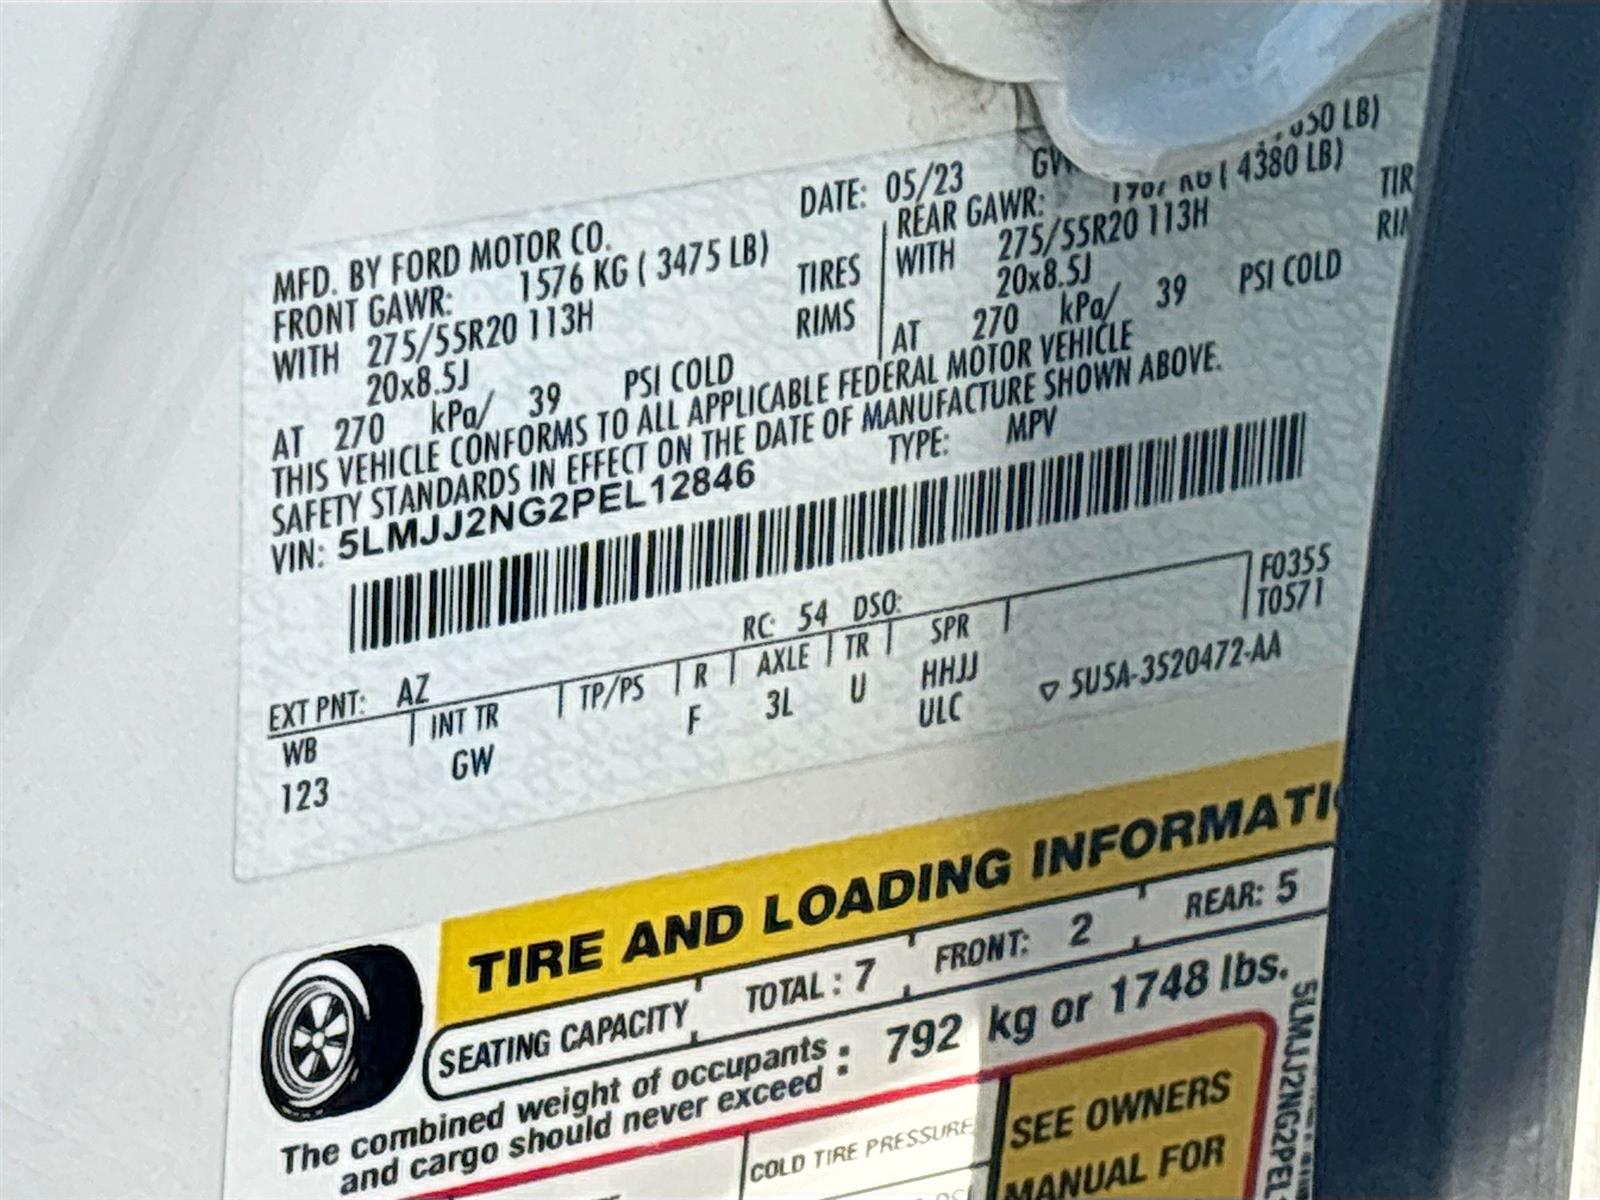 DATE: 05/23
MFD. BY FORD MOTOR CO.
FRONT GAWR: 1576 KG ( 3475 LB)
WITH 275/55R20 113H TIRES
20x8.5J RIMS
AT 270 kPa/ 39 PSI COLD
50 LB)
REAR GAWR: KG ( 4380 LB)
WITH 275/55R20 113H
20x8.5J
AT 270 kPa/ 39 PSI COLD
THIS VEHICLE CONFORMS TO ALL APPLICABLE FEDERAL MOTOR VEHICLE
SAFETY STANDARDS IN EFFECT ON THE DATE OF MANUFACTURE SHOWN ABOVE.
VIN: 5LMJJ2NG2PEL12846 TYPE: MPV
F0355
T0571
EXT PNT: AZ RC: 54 DSO:
WB INT TR TP/PS R AXLE TR SPR
123 GW F 3L U HHJJ
ULC
5U5A-3520472-AA
TIRE AND LOADING
SEATING CAPACITY TOTAL : 7 FRONT: 2 REAR: 5
The combined weight of occupants
and cargo should never exceed : 792 kg or 1748 lbs.
COLD TIRE PRESSURE
SEE OWNERS
MANUAL FOR